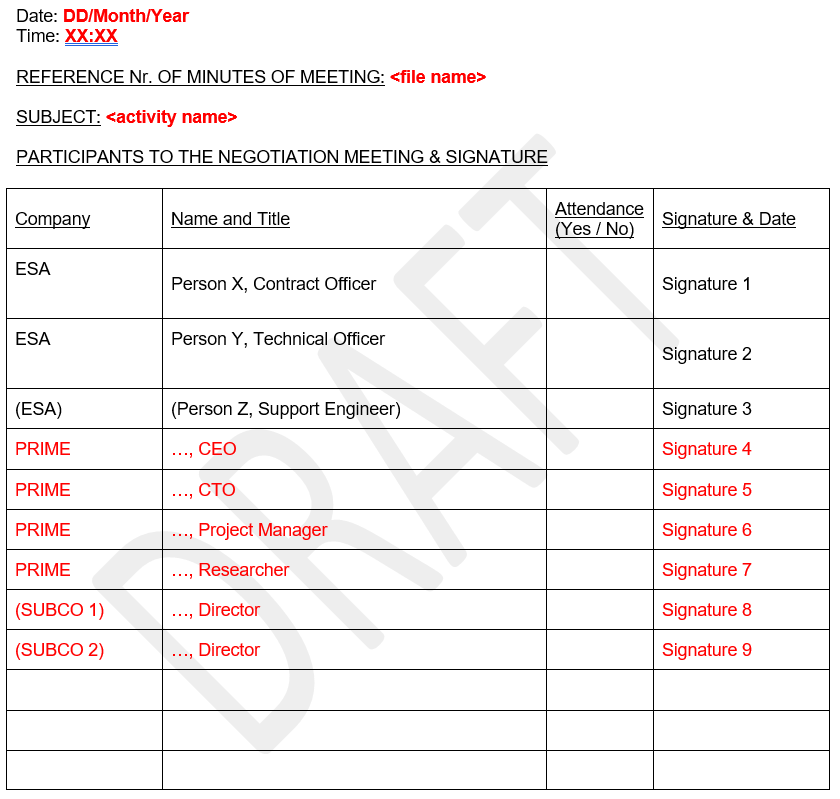 Date: DD/Month/Year
Time: XX:XX
REFERENCE Nr. OF MINUTES OF MEETING: <file name>
SUBJECT: <activity name>
PARTICIPANTS TO THE NEGOTIATION MEETING & SIGNATURE
Company Name and Title Attendance (Yes / No) Signature & Date
ESA Person X, Contract Officer Signature 1
ESA Person Y, Technical Officer Signature 2
(ESA) (Person Z, Support Engineer) Signature 3
PRIME …, CEO Signature 4
PRIME …, CTO Signature 5
PRIME …, Project Manager Signature 6
PRIME …, Researcher Signature 7
(SUBCO 1) …, Director Signature 8
(SUBCO 2) …, Director Signature 9
DRAFT